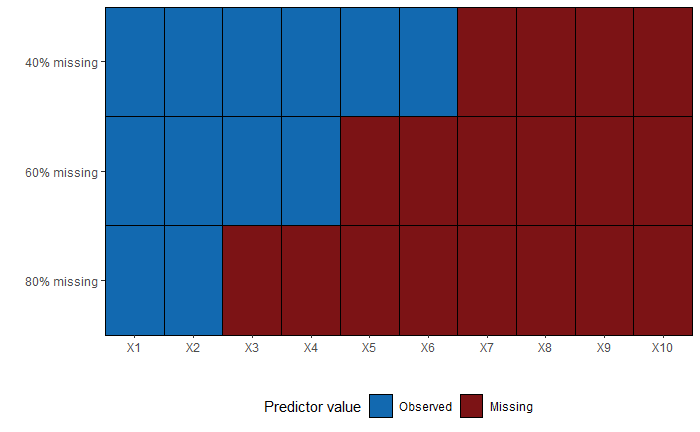 40% missing
60% missing
80% missing
X1 X2 X3 X4 X5 X6 X7 X8 X9 X10
Predictor value Observed Missing